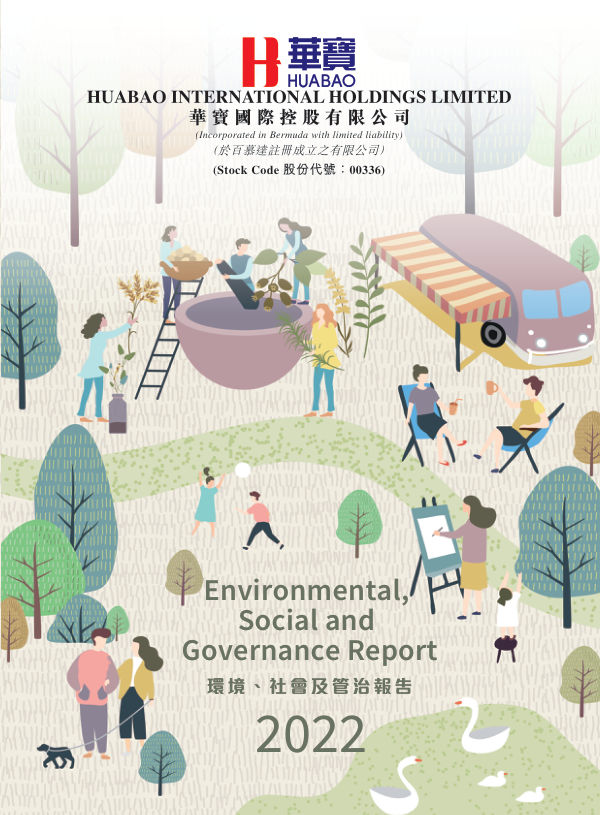 華寶
HUABAO
HUABAO INTERNATIONAL HOLDINGS LIMITED
華寶國際控股有限公司
(Incorporated in Bermuda with limited liability)
(於百慕達註冊成立之有限公司)
(Stock Code 股份代號：00336)
Environmental,
Social and
Governance Report
環境、社會及管治報告
2022